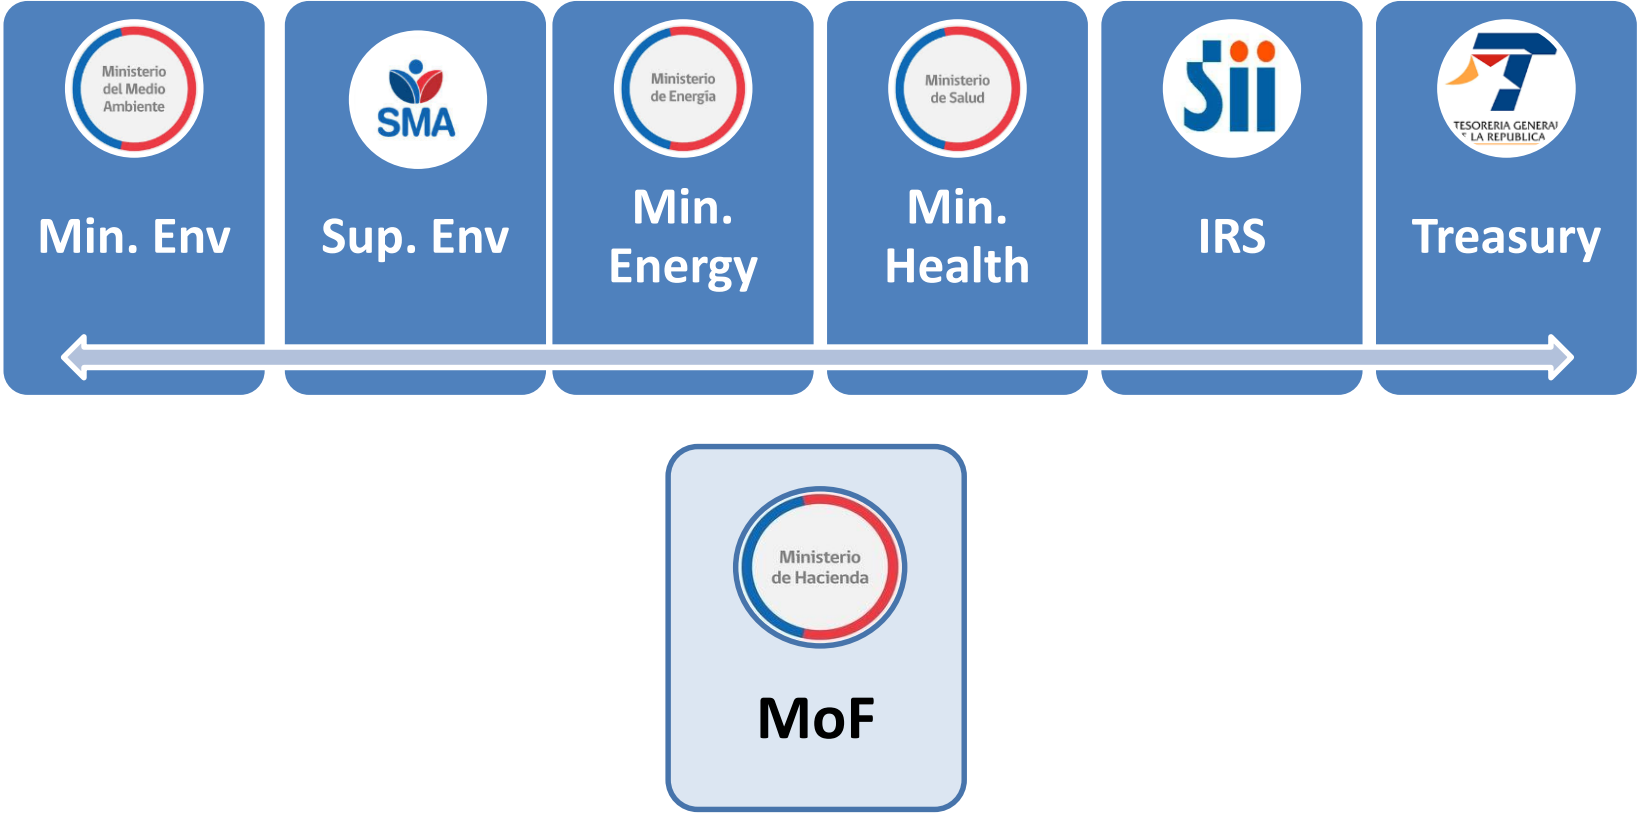 Ministerio
del Medio
Ambiente
Min. Env
SMA
Sup. Env
Ministerio
de Energía
Min.
Energy
Ministerio
de Salud
Min.
Health
Sii
IRS
TESORERIA GENERAL
LA REPUBLICA
Treasury
Ministerio
de Hacienda
MoF